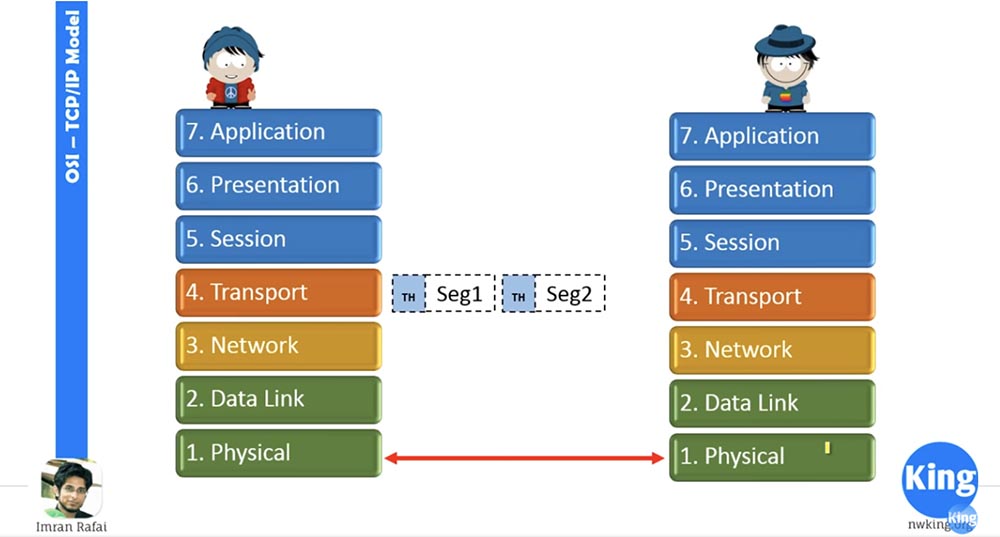 OSI – TCP/IP Model
7. Application
6. Presentation
5. Session
4. Transport
TH Seg1 TH Seg2
3. Network
2. Data Link
1. Physical
7. Application
6. Presentation
5. Session
4. Transport
3. Network
2. Data Link
1. Physical
Imran Rafai
King
King